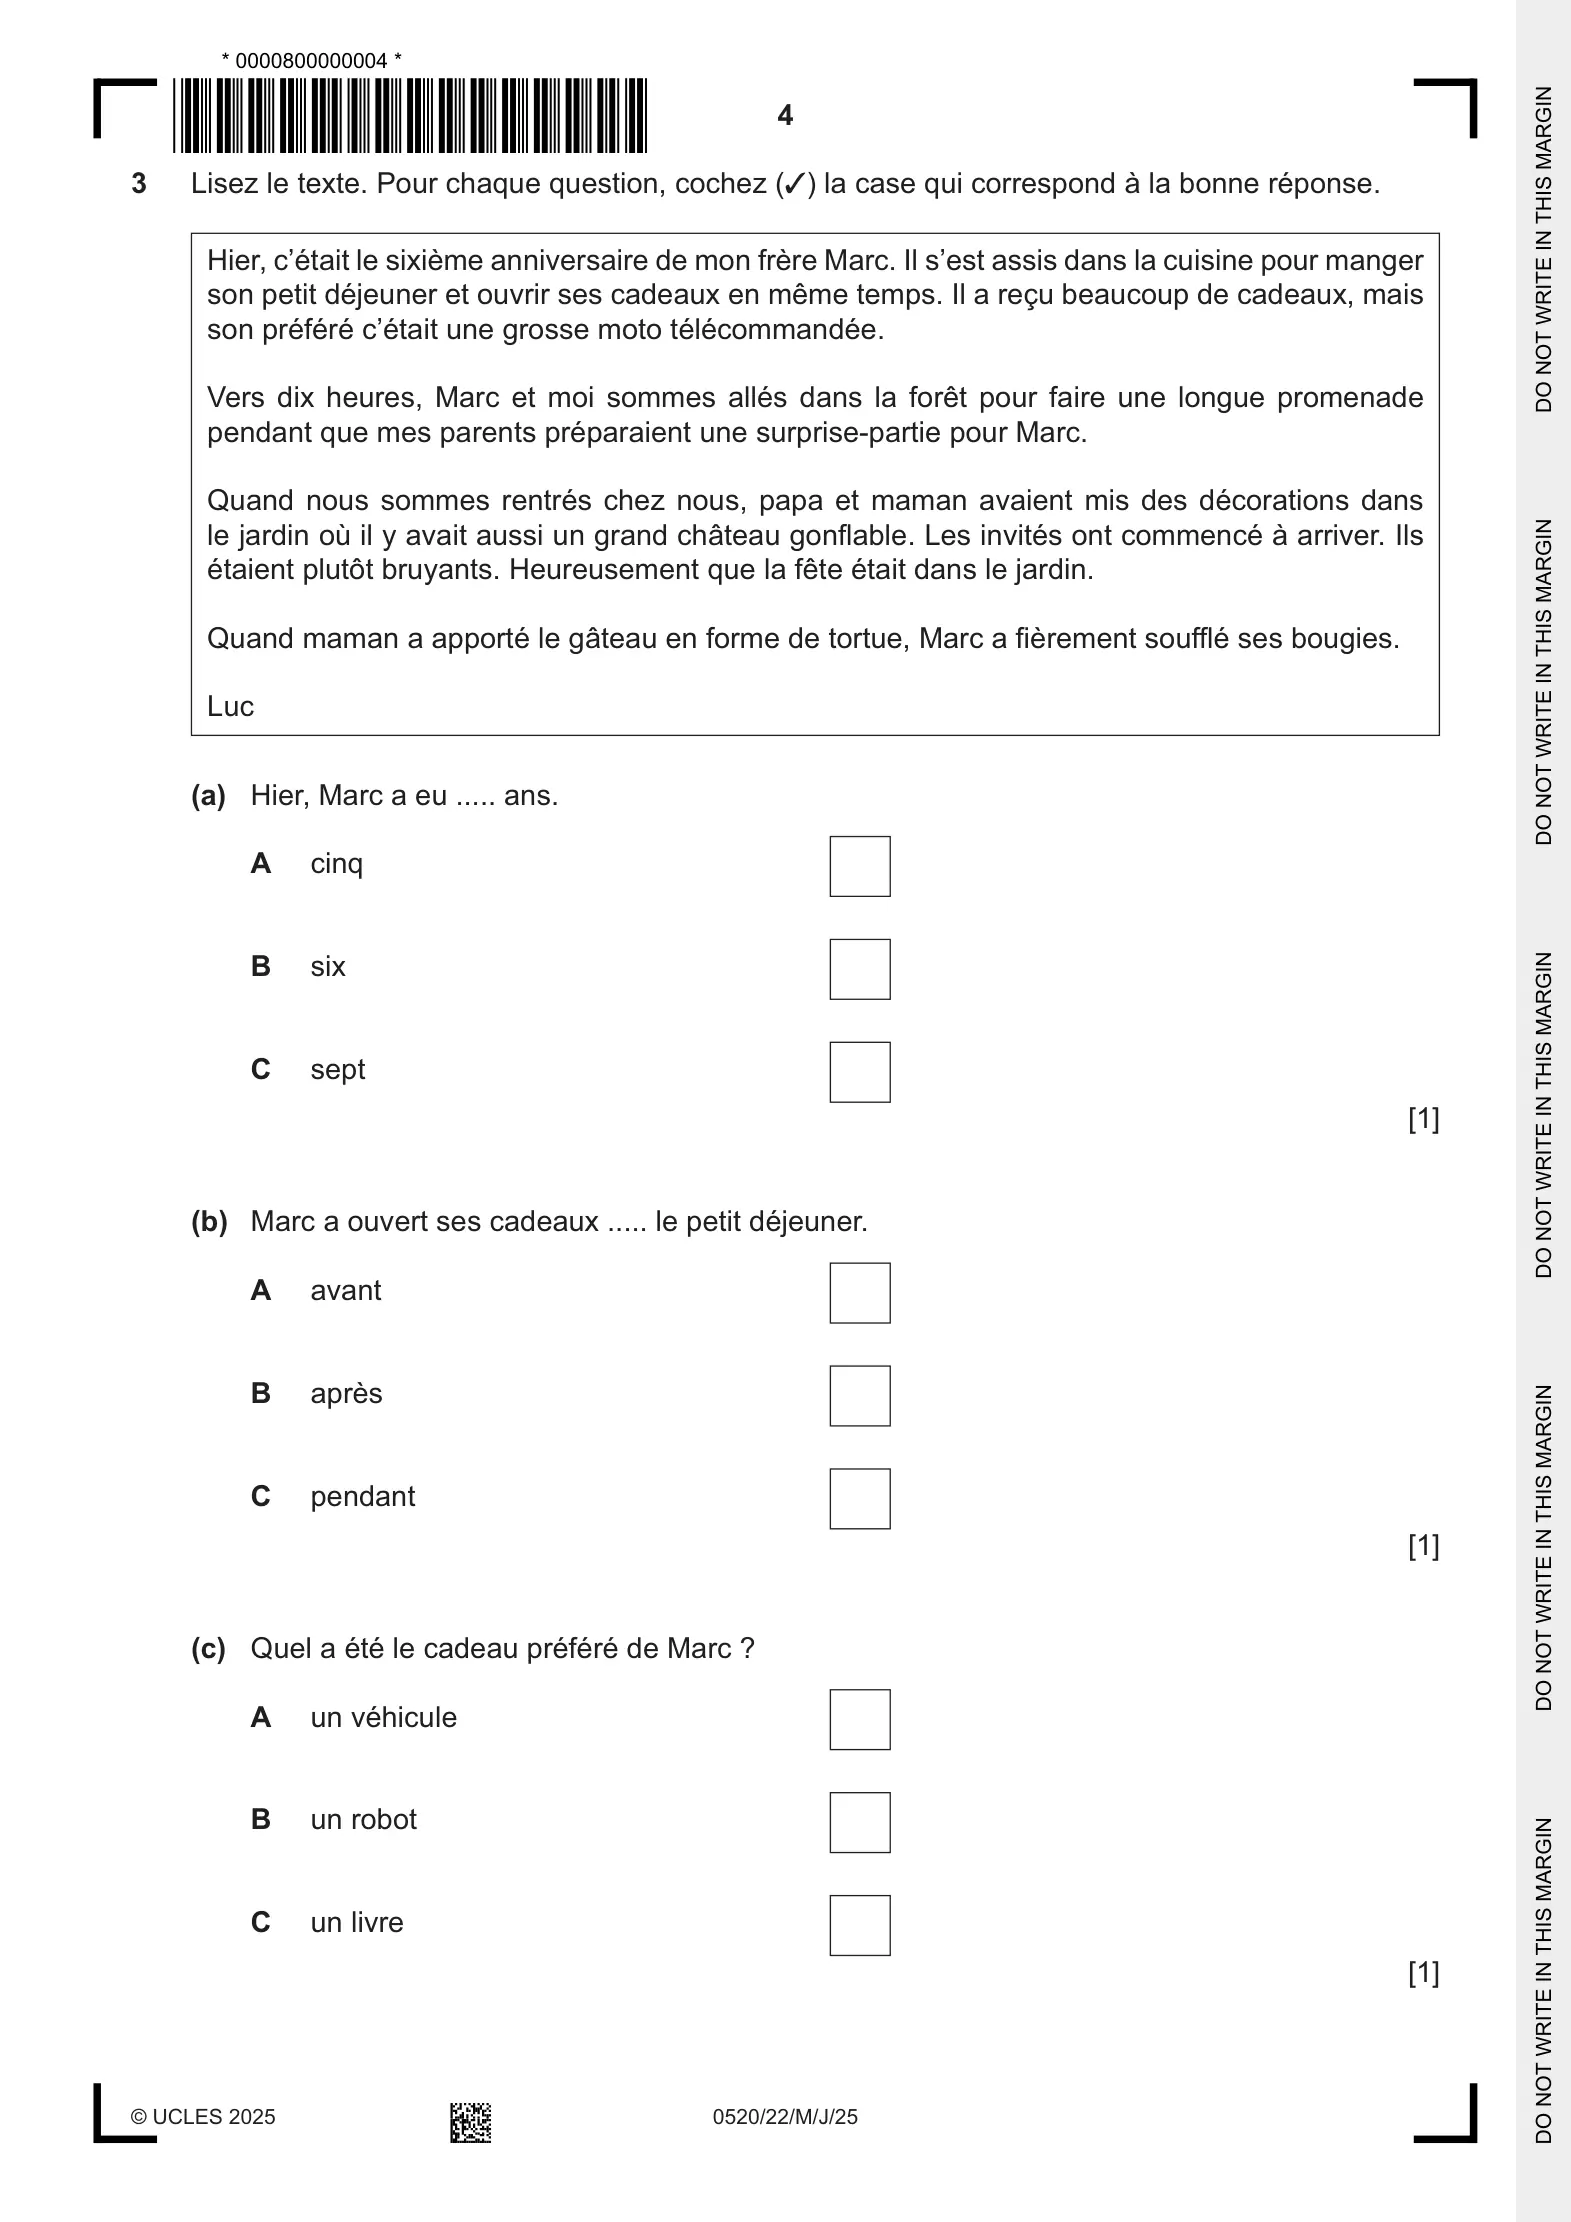 * 0000800000004 *
4
3 Lisez le texte. Pour chaque question, cochez (✓) la case qui correspond à la bonne réponse.
Hier, c’était le sixième anniversaire de mon frère Marc. Il s’est assis dans la cuisine pour manger
son petit déjeuner et ouvrir ses cadeaux en même temps. Il a reçu beaucoup de cadeaux, mais
son préféré c’était une grosse moto télécommandée.
Vers dix heures, Marc et moi sommes allés dans la forêt pour faire une longue promenade
pendant que mes parents préparaient une surprise-partie pour Marc.
Quand nous sommes rentrés chez nous, papa et maman avaient mis des décorations dans
le jardin où il y avait aussi un grand château gonflable. Les invités ont commencé à arriver. Ils
étaient plutôt bruyants. Heureusement que la fête était dans le jardin.
Quand maman a apporté le gâteau en forme de tortue, Marc a fièrement soufflé ses bougies.
Luc
(a) Hier, Marc a eu ..... ans.
A cinq
B six
C sept
[1]
(b) Marc a ouvert ses cadeaux ..... le petit déjeuner.
A avant
B après
C pendant
[1]
(c) Quel a été le cadeau préféré de Marc ?
A un véhicule
B un robot
C un livre
[1]
© UCLES 2025
0520/22/M/J/25
DO NOT WRITE IN THIS MARGIN
DO NOT WRITE IN THIS MARGIN
DO NOT WRITE IN THIS MARGIN
DO NOT WRITE IN THIS MARGIN
DO NOT WRITE IN THIS MARGIN